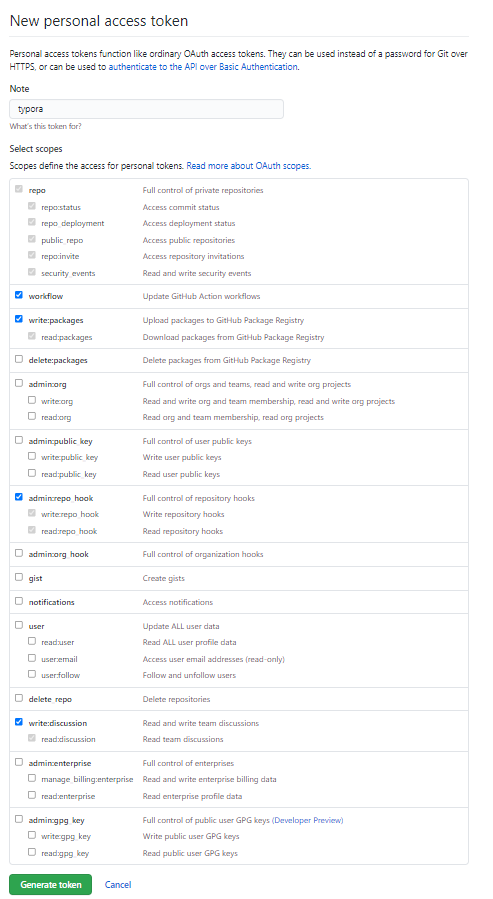 New personal access token
Personal access tokens function like ordinary OAuth access tokens. They can be used instead of a password for Git over
HTTPS, or can be used to authenticate to the API over Basic Authentication.
Note
typora
What's this token for?
Select scopes
Scopes define the access for personal tokens. Read more about OAuth scopes.
repo Full control of private repositories
repo:status Access commit status
repo_deployment Access deployment status
public_repo Access public repositories
repo:invite Access repository invitations
security_events Read and write security events
workflow Update GitHub Action workflows
write:packages Upload packages to GitHub Package Registry
read:packages Download packages from GitHub Package Registry
delete:packages Delete packages from GitHub Package Registry
admin:org Full control of orgs and teams, read and write org projects
write:org Read and write org and team membership, read and write org projects
read:org Read org and team membership, read org projects
admin:public_key Full control of user public keys
write:public_key Write user public keys
read:public_key Read user public keys
admin:repo_hook Full control of repository hooks
write:repo_hook Write repository hooks
read:repo_hook Read repository hooks
admin:org_hook Full control of organization hooks
gist Create gists
notifications Access notifications
user Update ALL user data
read:user Read ALL user profile data
user:email Access user email addresses (read-only)
user:follow Follow and unfollow users
delete_repo Delete repositories
write:discussion Read and write team discussions
read:discussion Read team discussions
admin:enterprise Full control of enterprises
manage_billing:enterprise Read and write enterprise billing data
read:enterprise Read enterprise profile data
admin:gpg_key Full control of public user GPG keys (Developer Preview)
write:gpg_key Write public user GPG keys
read:gpg_key Read public user GPG keys
Generate token Cancel